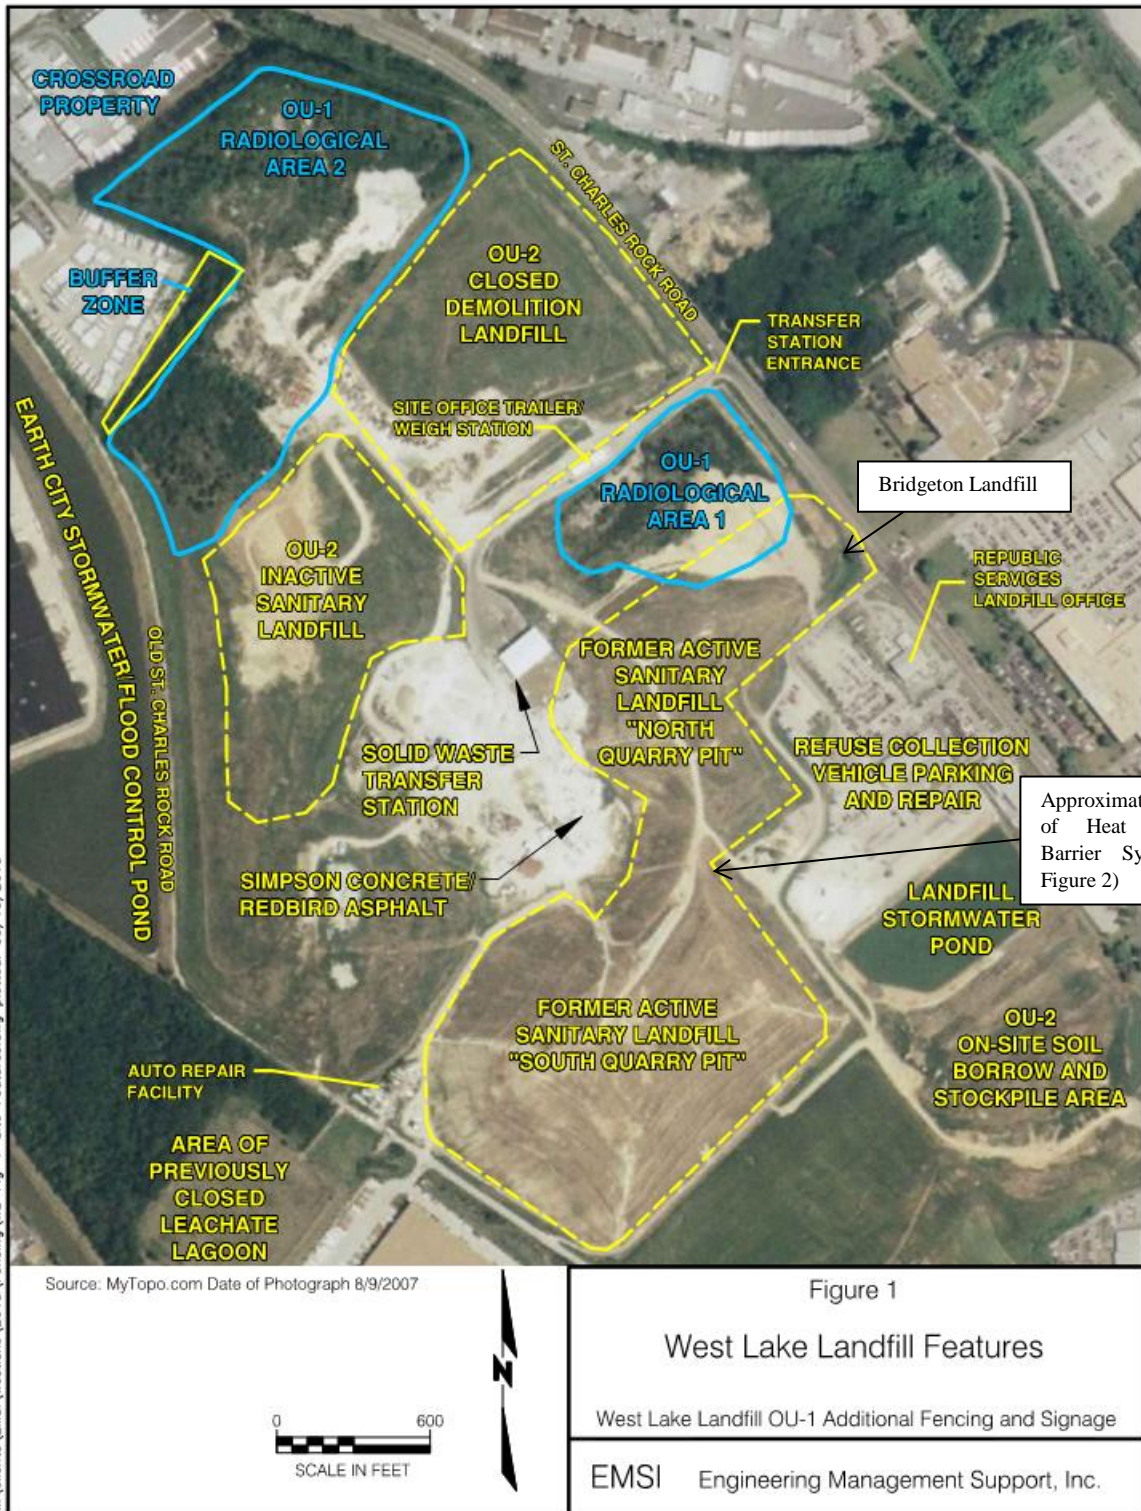 CROSSROAD
PROPERTY
OU-1
RADIOLOGICAL
AREA 2
ST. CHARLES ROCK ROAD
BUFFER
ZONE
OU-2
CLOSED
DEMOLITION
LANDFILL
TRANSFER
STATION
ENTRANCE
SITE OFFICE TRAILER/
WEIGH STATION
OU-1
RADIOLOGICAL
AREA 1
Bridgeton Landfill
EARTH CITY STORMWATER/FLOOD CONTROL POND
OLD ST. CHARLES ROCK ROAD
OU-2
INACTIVE
SANITARY
LANDFILL
REPUBLIC
SERVICES
LANDFILL OFFICE
FORMER ACTIVE
SANITARY
LANDFILL
"NORTH
QUARRY PIT"
SOLID WASTE
TRANSFER
STATION
REFUSE COLLECTION
VEHICLE PARKING
AND REPAIR
Approximat
of Heat
Barrier Sy
Figure 2)
SIMPSON CONCRETE/
REDBIRD ASPHALT
LANDFILL
STORMWATER
POND
FORMER ACTIVE
SANITARY LANDFILL
"SOUTH QUARRY PIT"
OU-2
ON-SITE SOIL
BORROW AND
STOCKPILE AREA
AUTO REPAIR
FACILITY
AREA OF
PREVIOUSLY
CLOSED
LEACHATE
LAGOON
Source: MyTopo.com Date of Photograph 8/9/2007
N
0 600
SCALE IN FEET
Figure 1
West Lake Landfill Features
West Lake Landfill OU-1 Additional Fencing and Signage
EMSI Engineering Management Support, Inc.